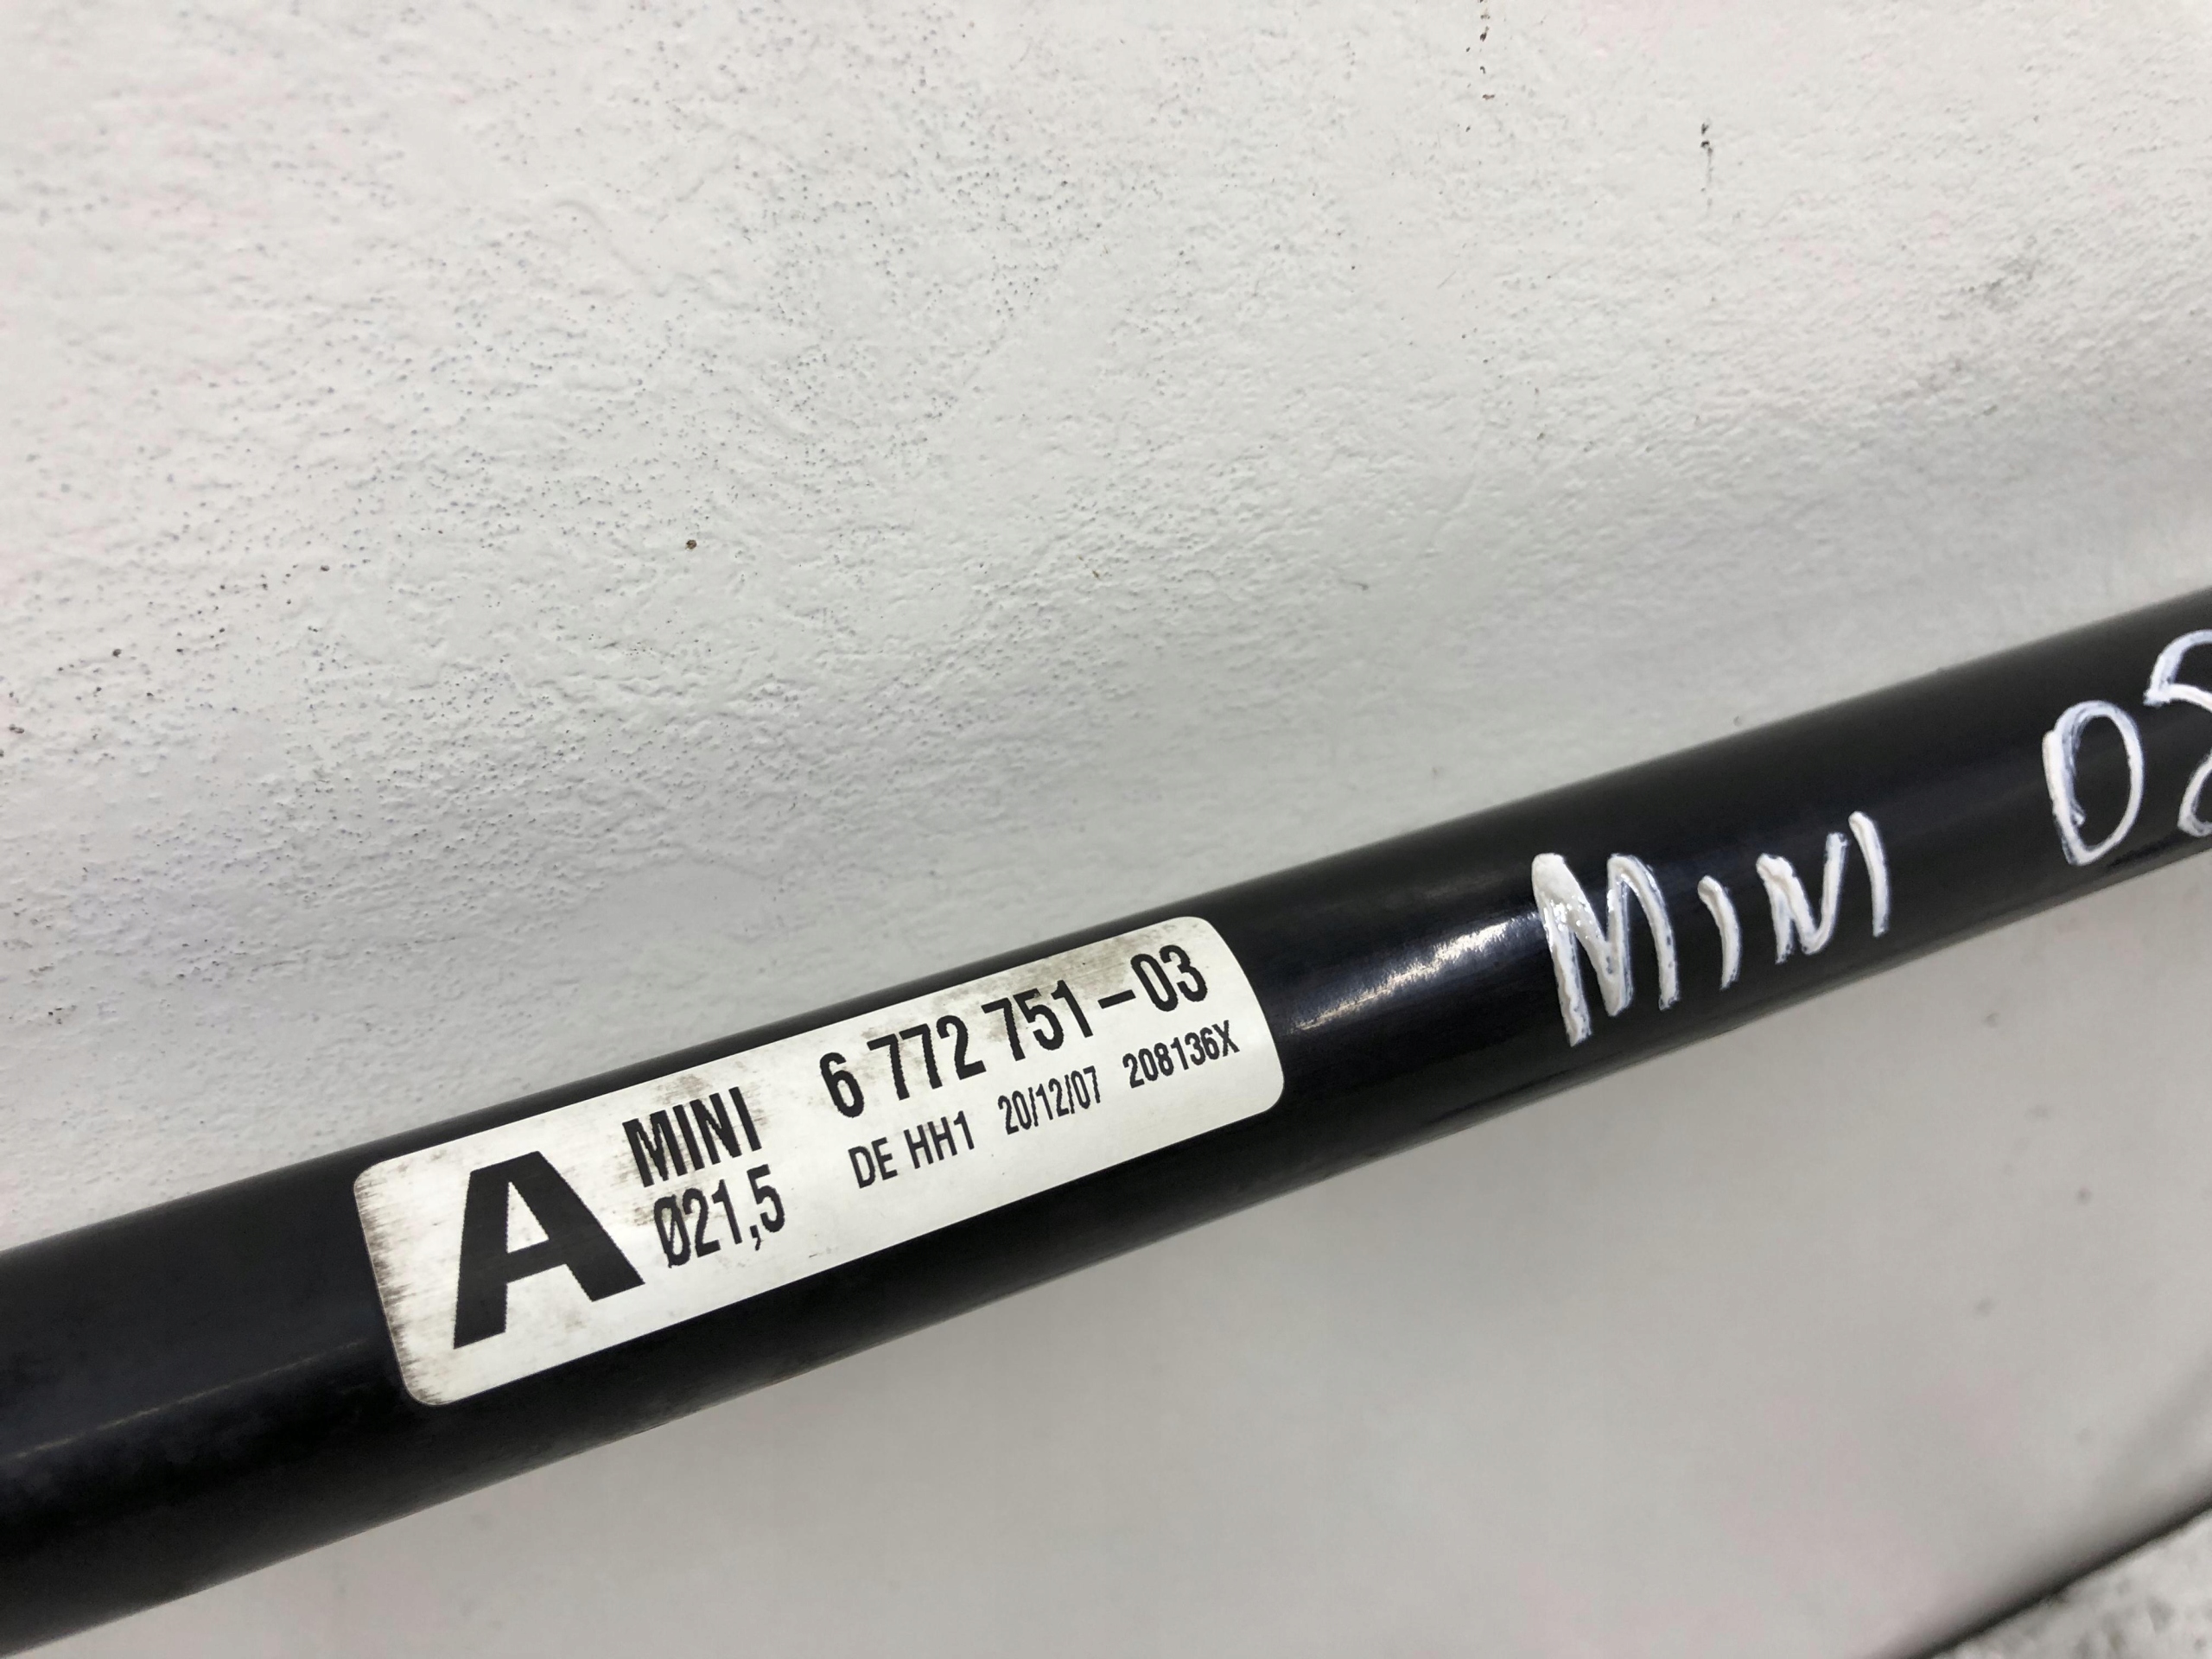 A
MINI 6 772 751-03
Ø21,5 DE HH1 20/12/07 208136X
MINI 08